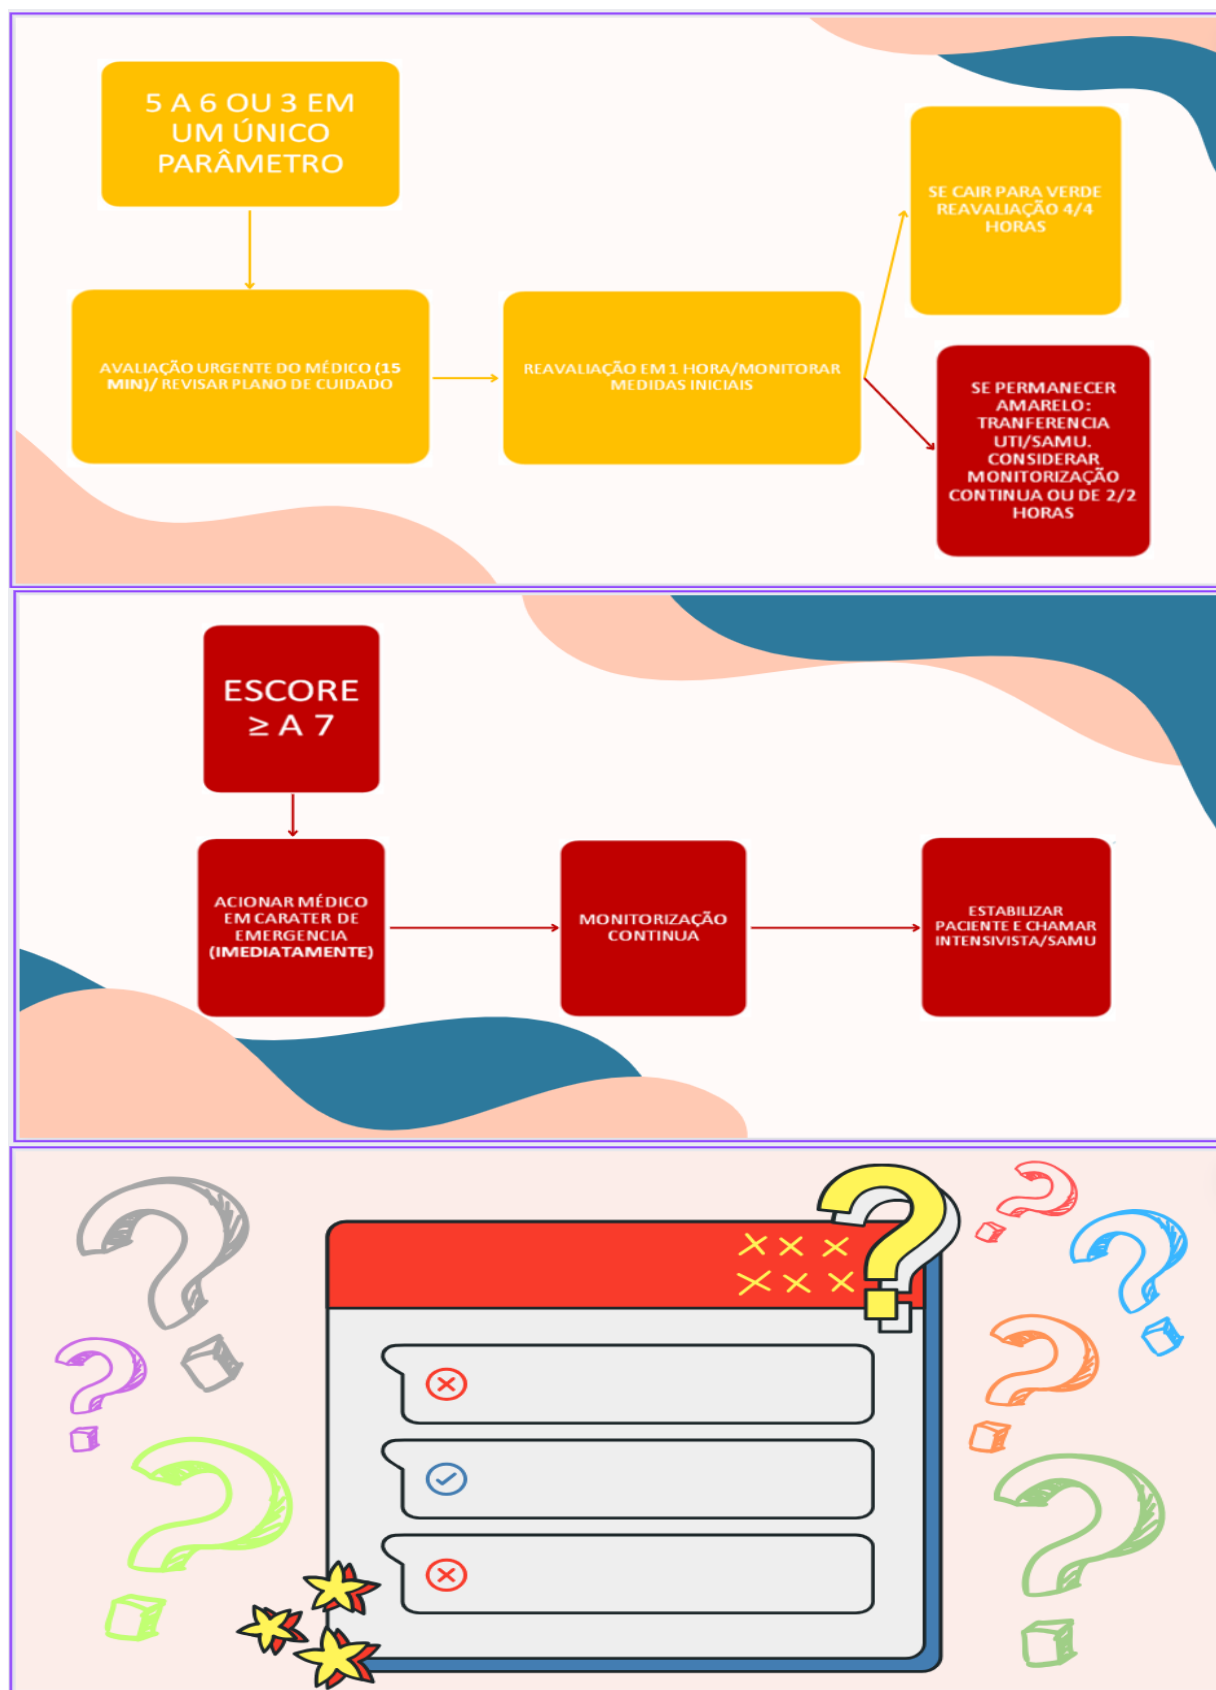 5 A 6 OU 3 EM
UM ÚNICO
PARÂMETRO
SE CAIR PARA VERDE
REAVALIAÇÃO 4/4
HORAS
AVALIAÇÃO URGENTE DO MÉDICO (15
MIN)/ REVISAR PLANO DE CUIDADO
REAVALIAÇÃO EM 1 HORA/MONITORAR
MEDIDAS INICIAIS
SE PERMANECER
AMARELO:
TRANFERENCIA
UTI/SAMU.
CONSIDERAR
MONITORIZAÇÃO
CONTINUA OU DE 2/2
HORAS
ESCORE
≥ A 7
ACIONAR MÉDICO
EM CARATER DE
EMERGENCIA
(IMEDIATAMENTE)
MONITORIZAÇÃO
CONTINUA
ESTABILIZAR
PACIENTE E CHAMAR
INTENSIVISTA/SAMU